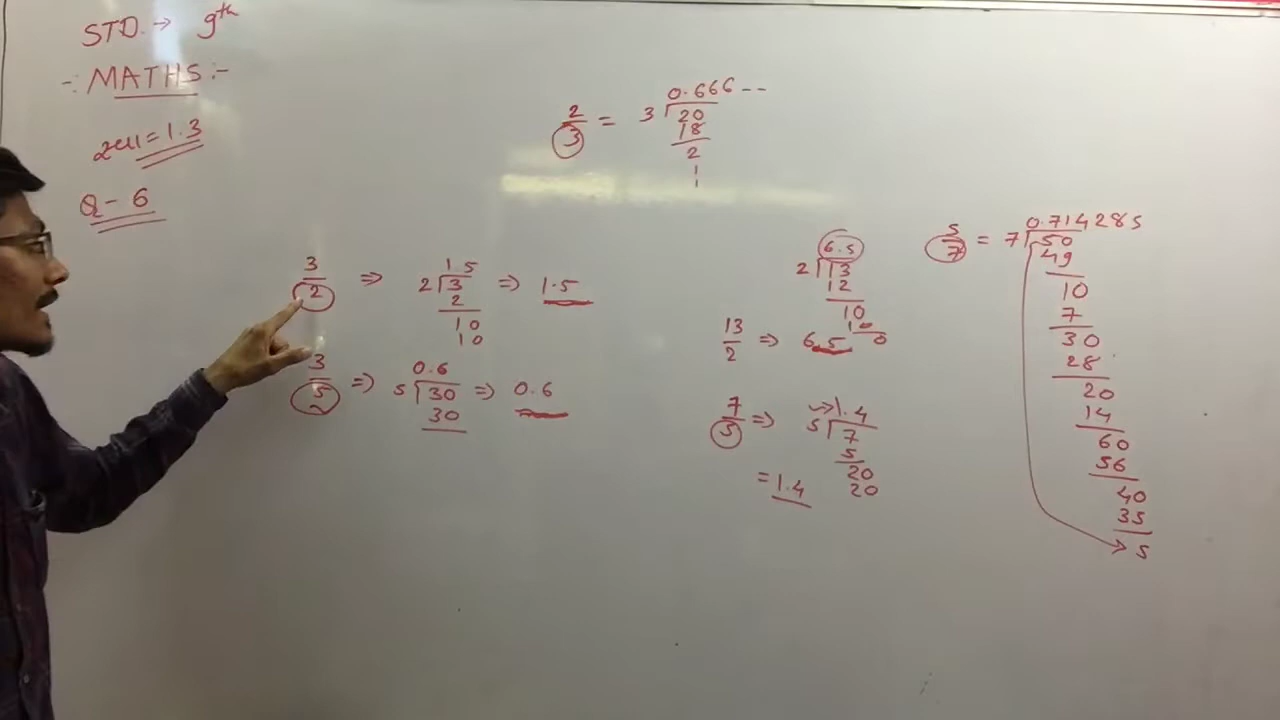 STD. → 9th
-: MATHS :-
સ્વા = 1.3
Q - 6
2/3 = 3 20 0.666 --
18
2
3/2 ⇒ 2 3 1 5 ⇒ 1.5
2
10
10
3/5 ⇒ 5 30 0.6 ⇒ 0.6
30
6.5
2 13
12
10
10
0
13/2 ⇒ 6.5
7/5 ⇒ 5 7 1.4
5
20
20
= 1.4
5/7 = 7 50 0.714285
49
10
7
30
28
20
14
60
56
40
35
→ 5